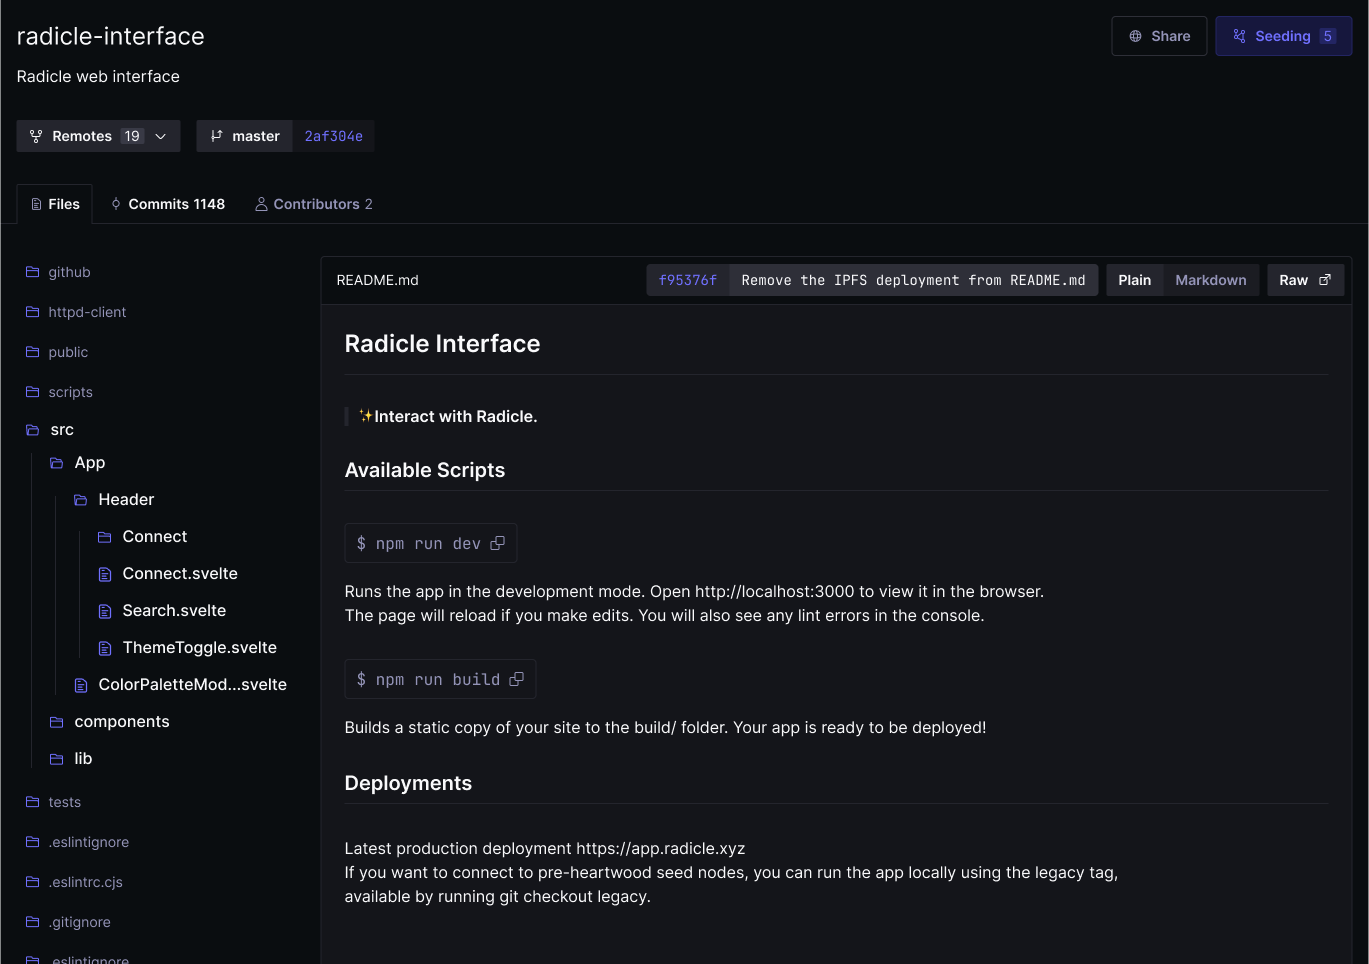 radicle-interface
Share
Seeding 5
Radicle web interface
Remotes 19
master 2af304e
Files
Commits 1148
Contributors 2
github
httpd-client
public
scripts
src
App
Header
Connect
Connect.svelte
Search.svelte
ThemeToggle.svelte
ColorPaletteMod...svelte
components
lib
tests
.eslintignore
.eslintrc.cjs
.gitignore
.eslintignore
README.md
f95376f Remove the IPFS deployment from README.md
Plain Markdown
Raw
Radicle Interface
✨Interact with Radicle.
Available Scripts
$ npm run dev
Runs the app in the development mode. Open http://localhost:3000 to view it in the browser.
The page will reload if you make edits. You will also see any lint errors in the console.
$ npm run build
Builds a static copy of your site to the build/ folder. Your app is ready to be deployed!
Deployments
Latest production deployment https://app.radicle.xyz
If you want to connect to pre-heartwood seed nodes, you can run the app locally using the legacy tag,
available by running git checkout legacy.